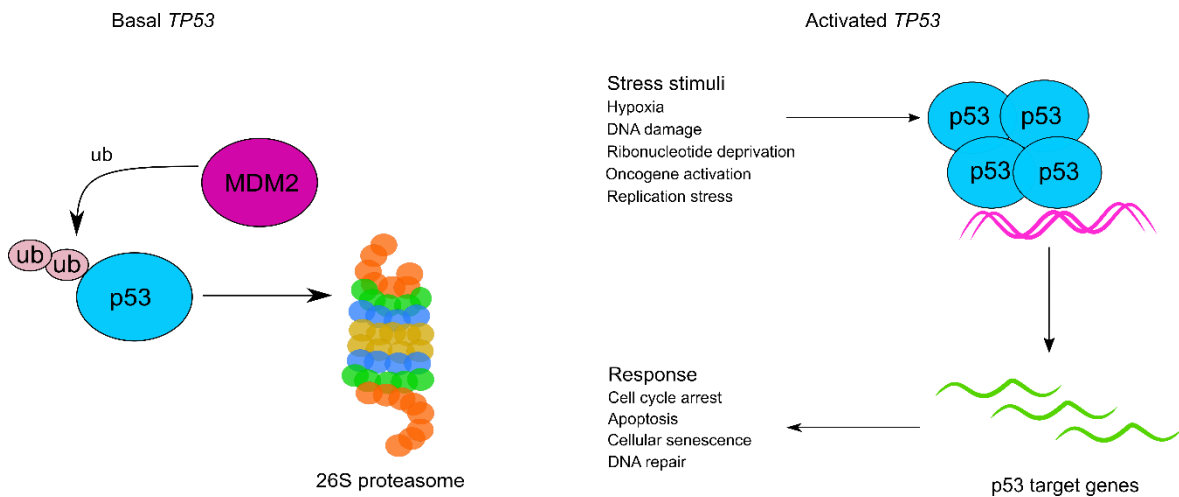 Basal TP53
ub
MDM2
ub
ub
p53
26S proteasome
Activated TP53
Stress stimuli
Hypoxia
DNA damage
Ribonucleotide deprivation
Oncogene activation
Replication stress
p53
p53
p53
p53
Response
Cell cycle arrest
Apoptosis
Cellular senescence
DNA repair
p53 target genes